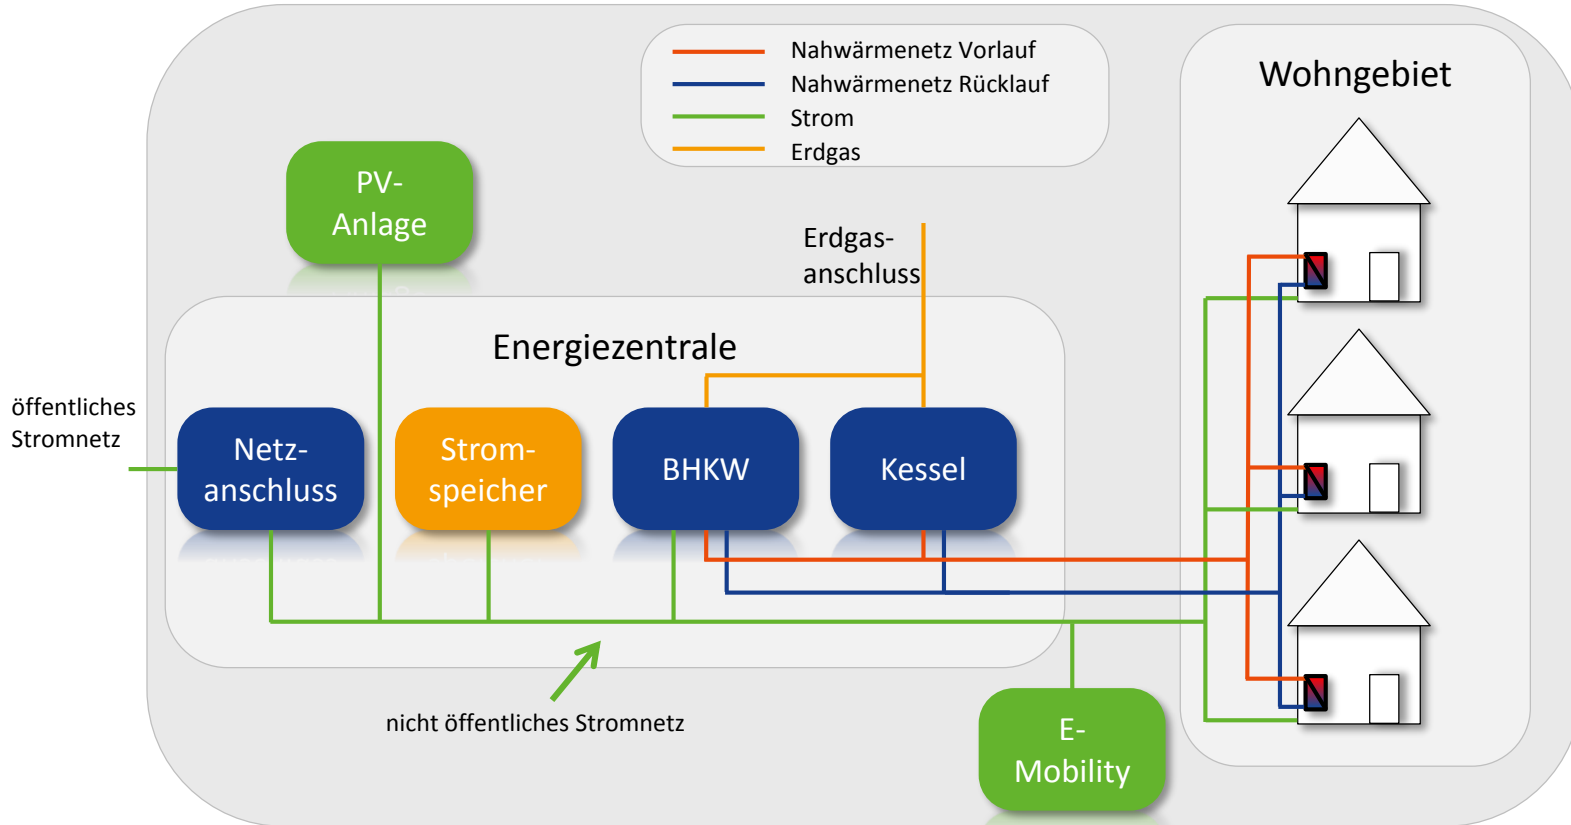 Nahwärmenetz Vorlauf
Nahwärmenetz Rücklauf
Strom
Erdgas
Wohngebiet
PV-
Anlage
Erdgas-
anschluss
Energiezentrale
öffentliches
Stromnetz
Netz-
anschluss
Strom-
speicher
BHKW
Kessel
nicht öffentliches Stromnetz
E-
Mobility